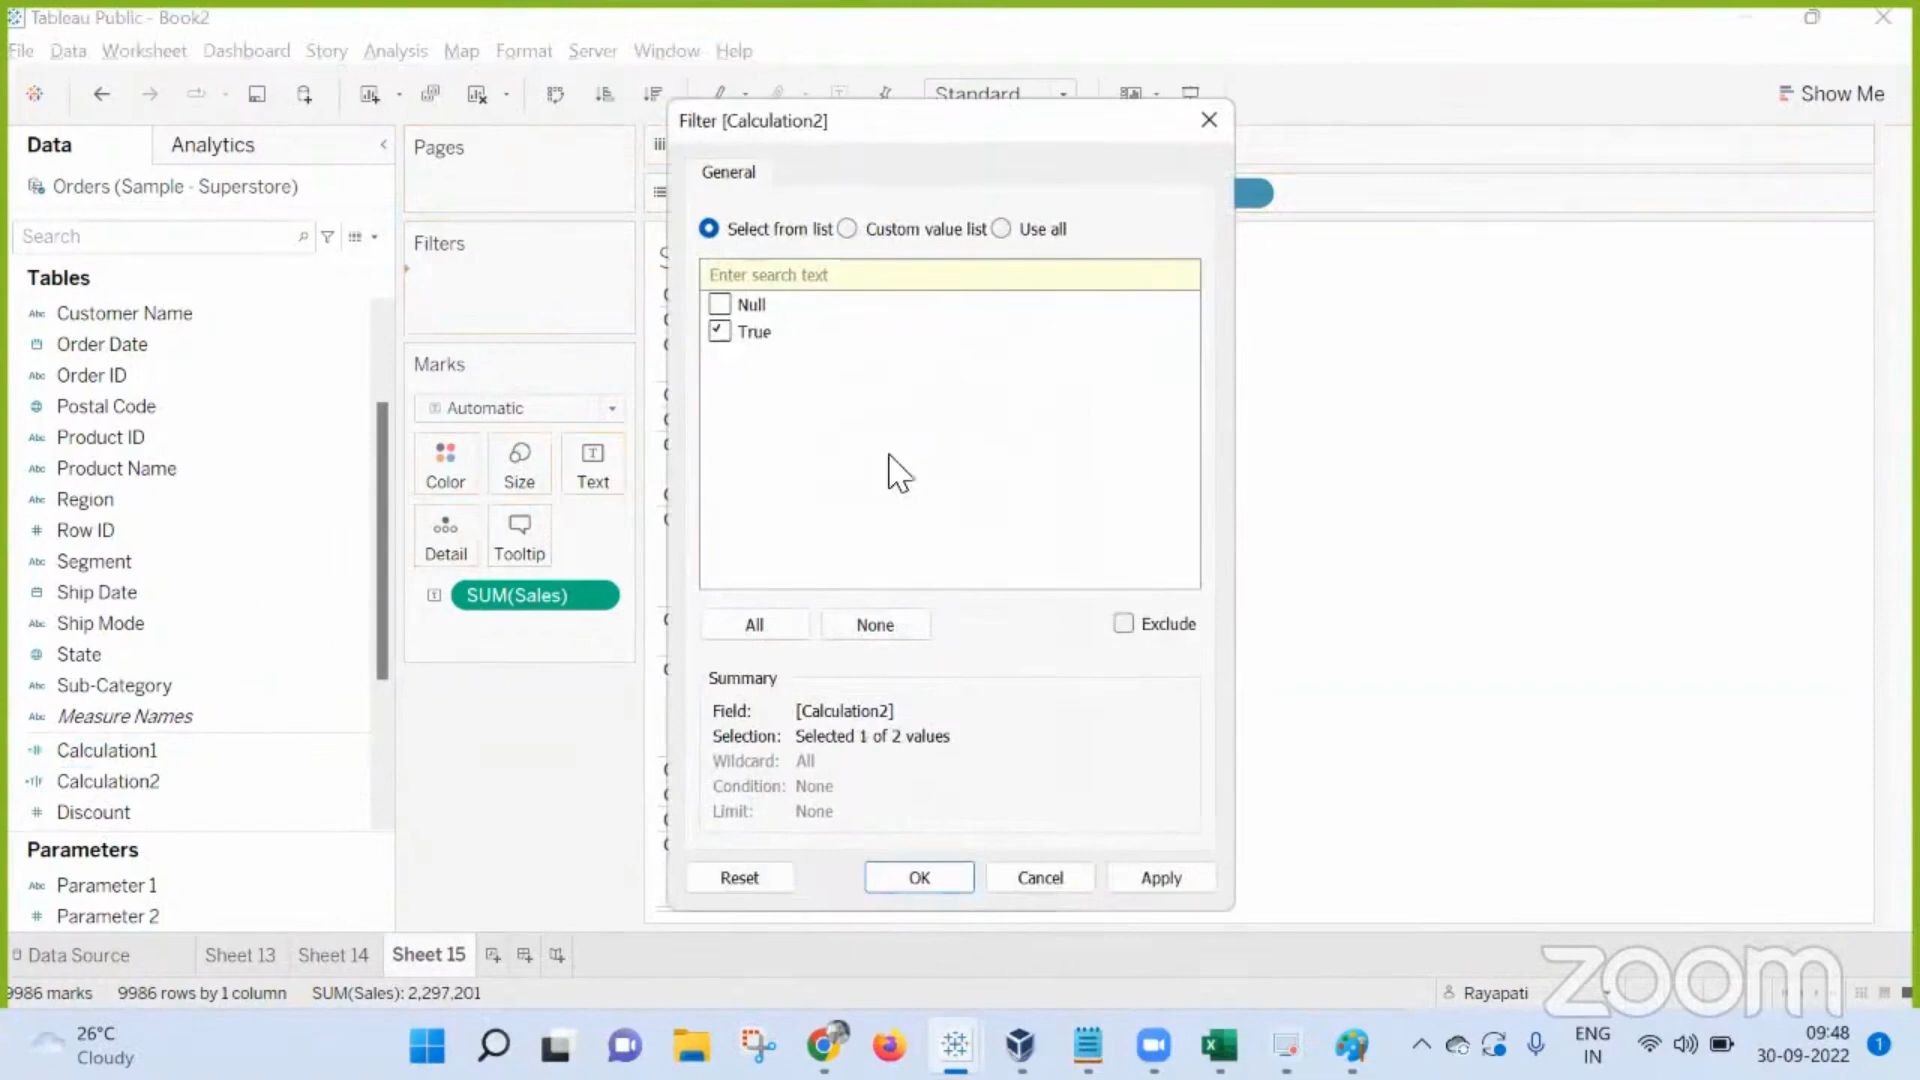 Tableau Public - Book2
File Data Worksheet Dashboard Story Analysis Map Format Server Window Help
Standard
Show Me
Data
Analytics
Orders (Sample - Superstore)
Search
Tables
Customer Name
Order Date
Order ID
Postal Code
Product ID
Product Name
Region
Row ID
Segment
Ship Date
Ship Mode
State
Sub-Category
Measure Names
Calculation1
Calculation2
Discount
Parameters
Parameter 1
Parameter 2
Pages
Filters
Marks
Automatic
Color
Size
Text
Detail
Tooltip
SUM(Sales)
Filter [Calculation2]
General
Select from list
Custom value list
Use all
Enter search text
Null
True
All
None
Exclude
Summary
Field: [Calculation2]
Selection: Selected 1 of 2 values
Wildcard: All
Condition: None
Limit: None
Reset
OK
Cancel
Apply
Data Source
Sheet 13
Sheet 14
Sheet 15
9986 marks
9986 rows by 1 column
SUM(Sales): 2,297,201
Rayapati
zoom
26°C
Cloudy
ENG
IN
09:48
30-09-2022
1